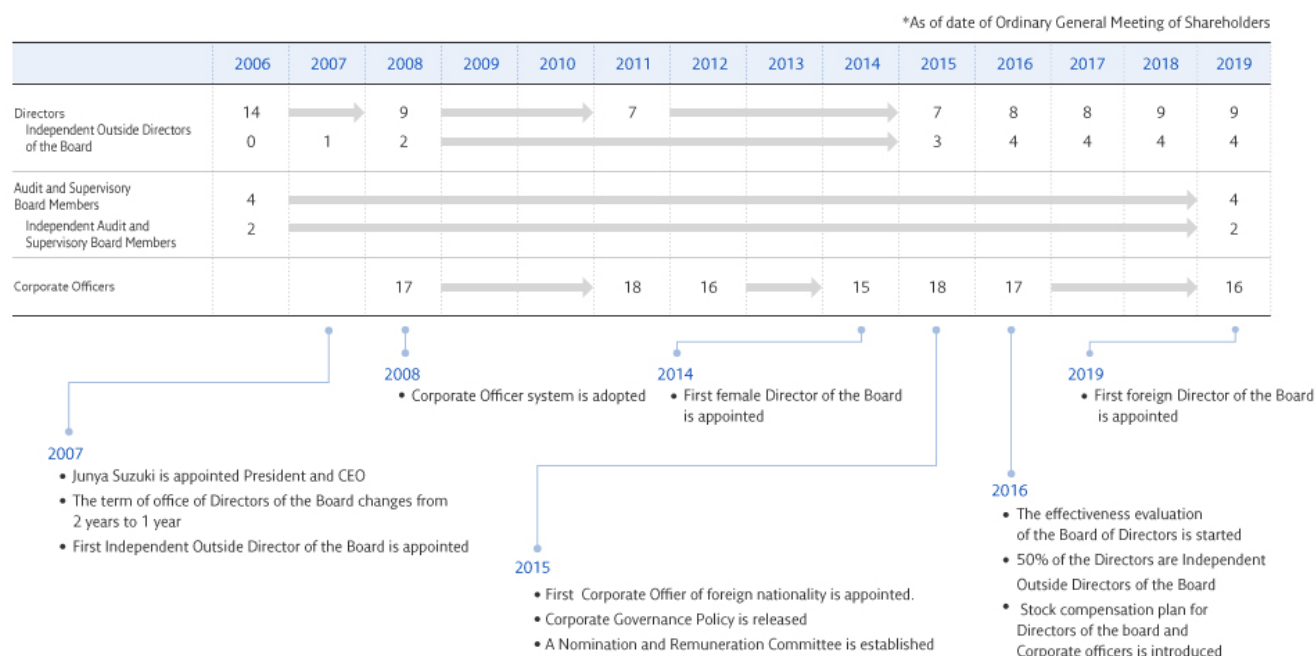 *As of date of Ordinary General Meeting of Shareholders
2006 2007 2008 2009 2010 2011 2012 2013 2014 2015 2016 2017 2018 2019
Directors 14 9 7 7 8 8 9 9
Independent Outside Directors
of the Board 0 1 2 3 4 4 4 4
Audit and Supervisory
Board Members 4 4
Independent Audit and
Supervisory Board Members 2 2
Corporate Officers 17 18 16 15 18 17 16
2007
• Junya Suzuki is appointed President and CEO
• The term of office of Directors of the Board changes from
2 years to 1 year
• First Independent Outside Director of the Board is appointed
2008
• Corporate Officer system is adopted
2014
• First female Director of the Board
is appointed
2015
• First Corporate Offier of foreign nationality is appointed.
• Corporate Governance Policy is released
• A Nomination and Remuneration Committee is established
2016
• The effectiveness evaluation
of the Board of Directors is started
• 50% of the Directors are Independent
Outside Directors of the Board
• Stock compensation plan for
Directors of the board and
Corporate officers is introduced
2019
• First foreign Director of the Board
is appointed